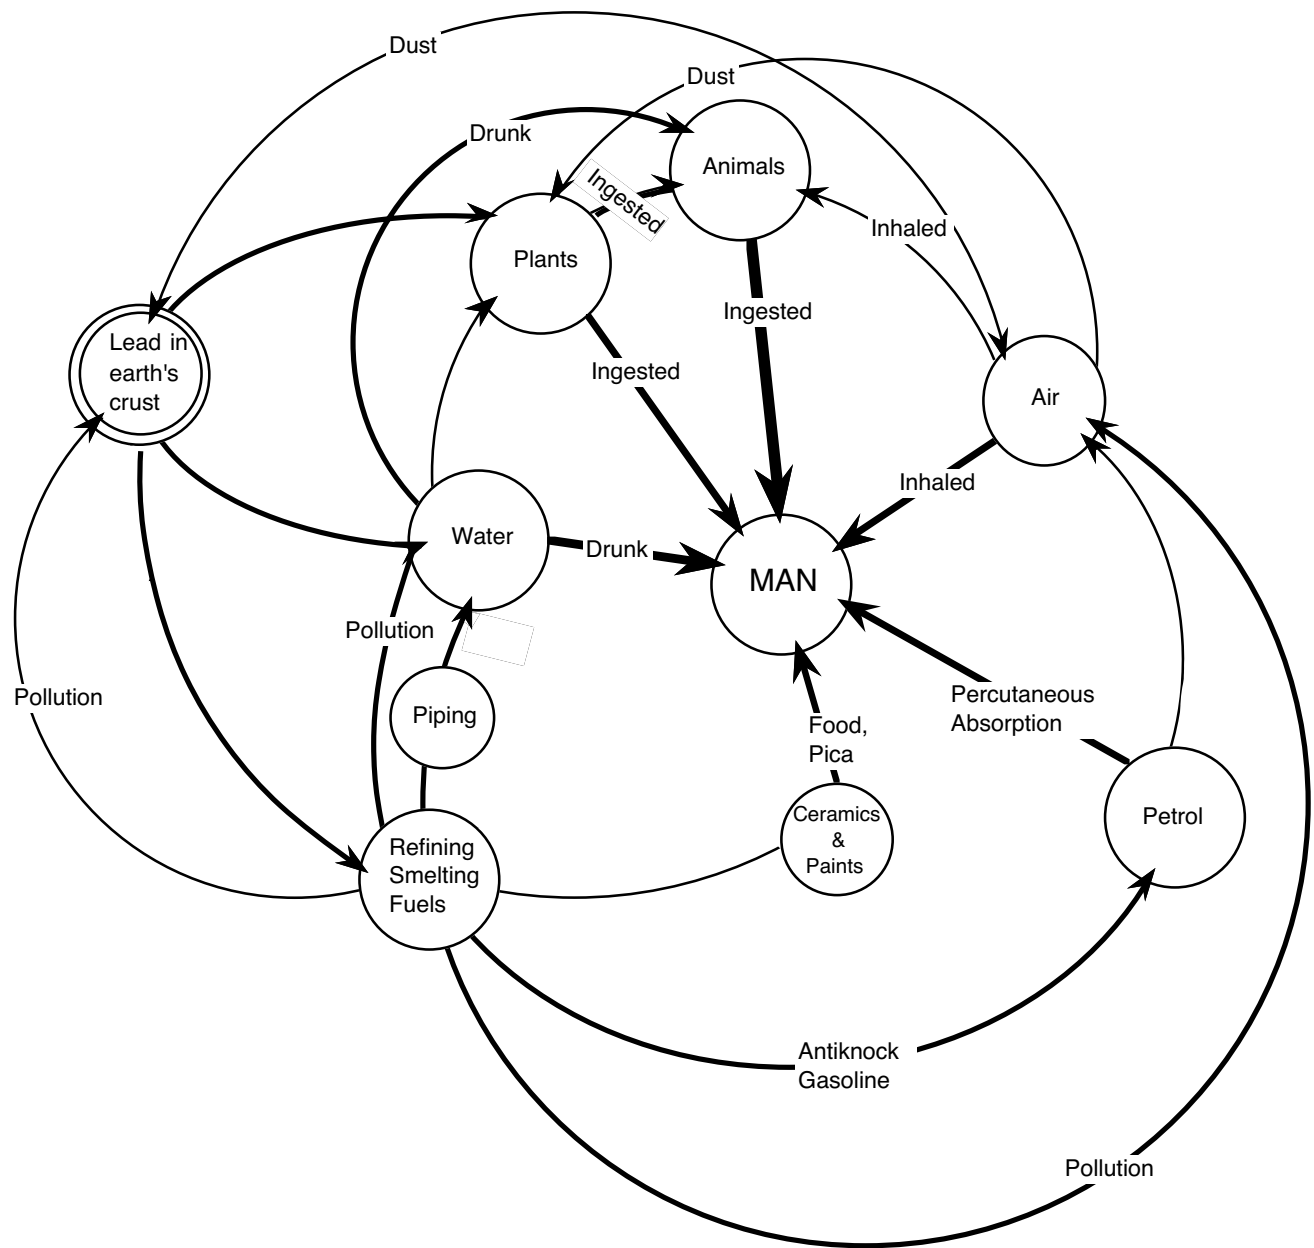 Dust
Dust
Drunk
Animals
Ingested
Inhaled
Plants
Ingested
Lead in
earth's
crust
Ingested
Air
Inhaled
Water
Drunk
MAN
Pollution
Pollution
Piping
Percutaneous
Absorption
Food,
Pica
Ceramics
&
Paints
Petrol
Refining
Smelting
Fuels
Antiknock
Gasoline
Pollution